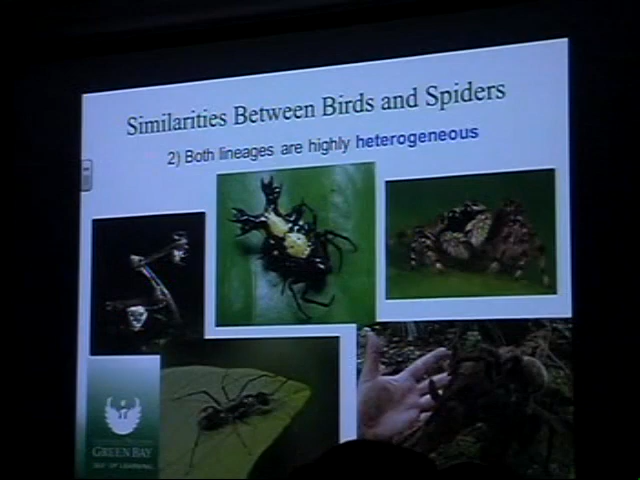 Similarities Between Birds and Spiders
2) Both lineages are highly heterogeneous
GREEN BAY